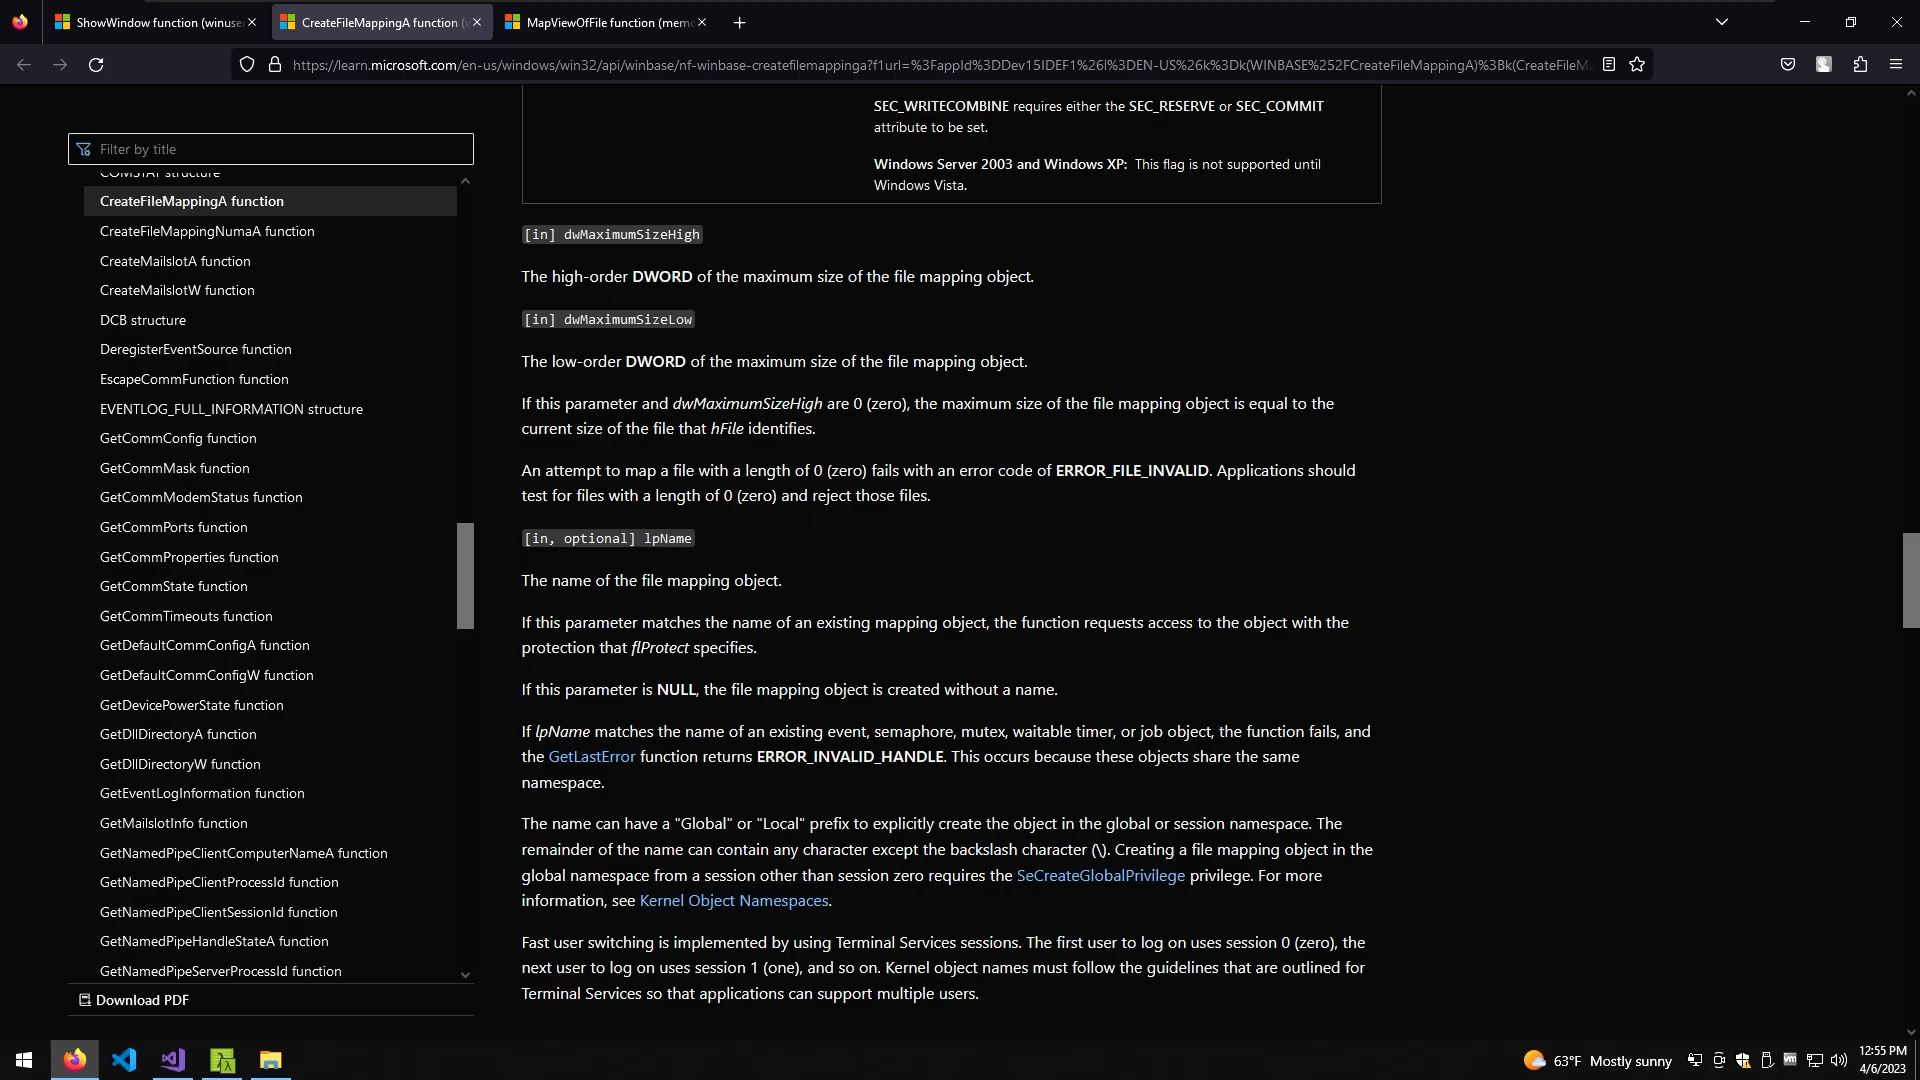 ShowWindow function (winuse
CreateFileMappingA function (
MapViewOfFile function (mem
https://learn.microsoft.com/en-us/windows/win32/api/winbase/nf-winbase-createfilemappinga?f1url=%3FappId%3DDev15IDEF1%26l%3DEN-US%26k%3Dk(WINBASE%252FCreateFileMappingA)%3Bk(CreateFileM
Filter by title
COMSTAT structure
CreateFileMappingA function
CreateFileMappingNumaA function
CreateMailslotA function
CreateMailslotW function
DCB structure
DeregisterEventSource function
EscapeCommFunction function
EVENTLOG_FULL_INFORMATION structure
GetCommConfig function
GetCommMask function
GetCommModemStatus function
GetCommPorts function
GetCommProperties function
GetCommState function
GetCommTimeouts function
GetDefaultCommConfigA function
GetDefaultCommConfigW function
GetDevicePowerState function
GetDllDirectoryA function
GetDllDirectoryW function
GetEventLogInformation function
GetMailslotInfo function
GetNamedPipeClientComputerNameA function
GetNamedPipeClientProcessId function
GetNamedPipeClientSessionId function
GetNamedPipeHandleStateA function
GetNamedPipeServerProcessId function
Download PDF
SEC_WRITECOMBINE requires either the SEC_RESERVE or SEC_COMMIT
attribute to be set.
Windows Server 2003 and Windows XP: This flag is not supported until
Windows Vista.
[in] dwMaximumSizeHigh
The high-order DWORD of the maximum size of the file mapping object.
[in] dwMaximumSizeLow
The low-order DWORD of the maximum size of the file mapping object.
If this parameter and dwMaximumSizeHigh are 0 (zero), the maximum size of the file mapping object is equal to the
current size of the file that hFile identifies.
An attempt to map a file with a length of 0 (zero) fails with an error code of ERROR_FILE_INVALID. Applications should
test for files with a length of 0 (zero) and reject those files.
[in, optional] lpName
The name of the file mapping object.
If this parameter matches the name of an existing mapping object, the function requests access to the object with the
protection that flProtect specifies.
If this parameter is NULL, the file mapping object is created without a name.
If lpName matches the name of an existing event, semaphore, mutex, waitable timer, or job object, the function fails, and
the GetLastError function returns ERROR_INVALID_HANDLE. This occurs because these objects share the same
namespace.
The name can have a "Global" or "Local" prefix to explicitly create the object in the global or session namespace. The
remainder of the name can contain any character except the backslash character (\). Creating a file mapping object in the
global namespace from a session other than session zero requires the SeCreateGlobalPrivilege privilege. For more
information, see Kernel Object Namespaces.
Fast user switching is implemented by using Terminal Services sessions. The first user to log on uses session 0 (zero), the
next user to log on uses session 1 (one), and so on. Kernel object names must follow the guidelines that are outlined for
Terminal Services so that applications can support multiple users.
63°F Mostly sunny
12:55 PM
4/6/2023